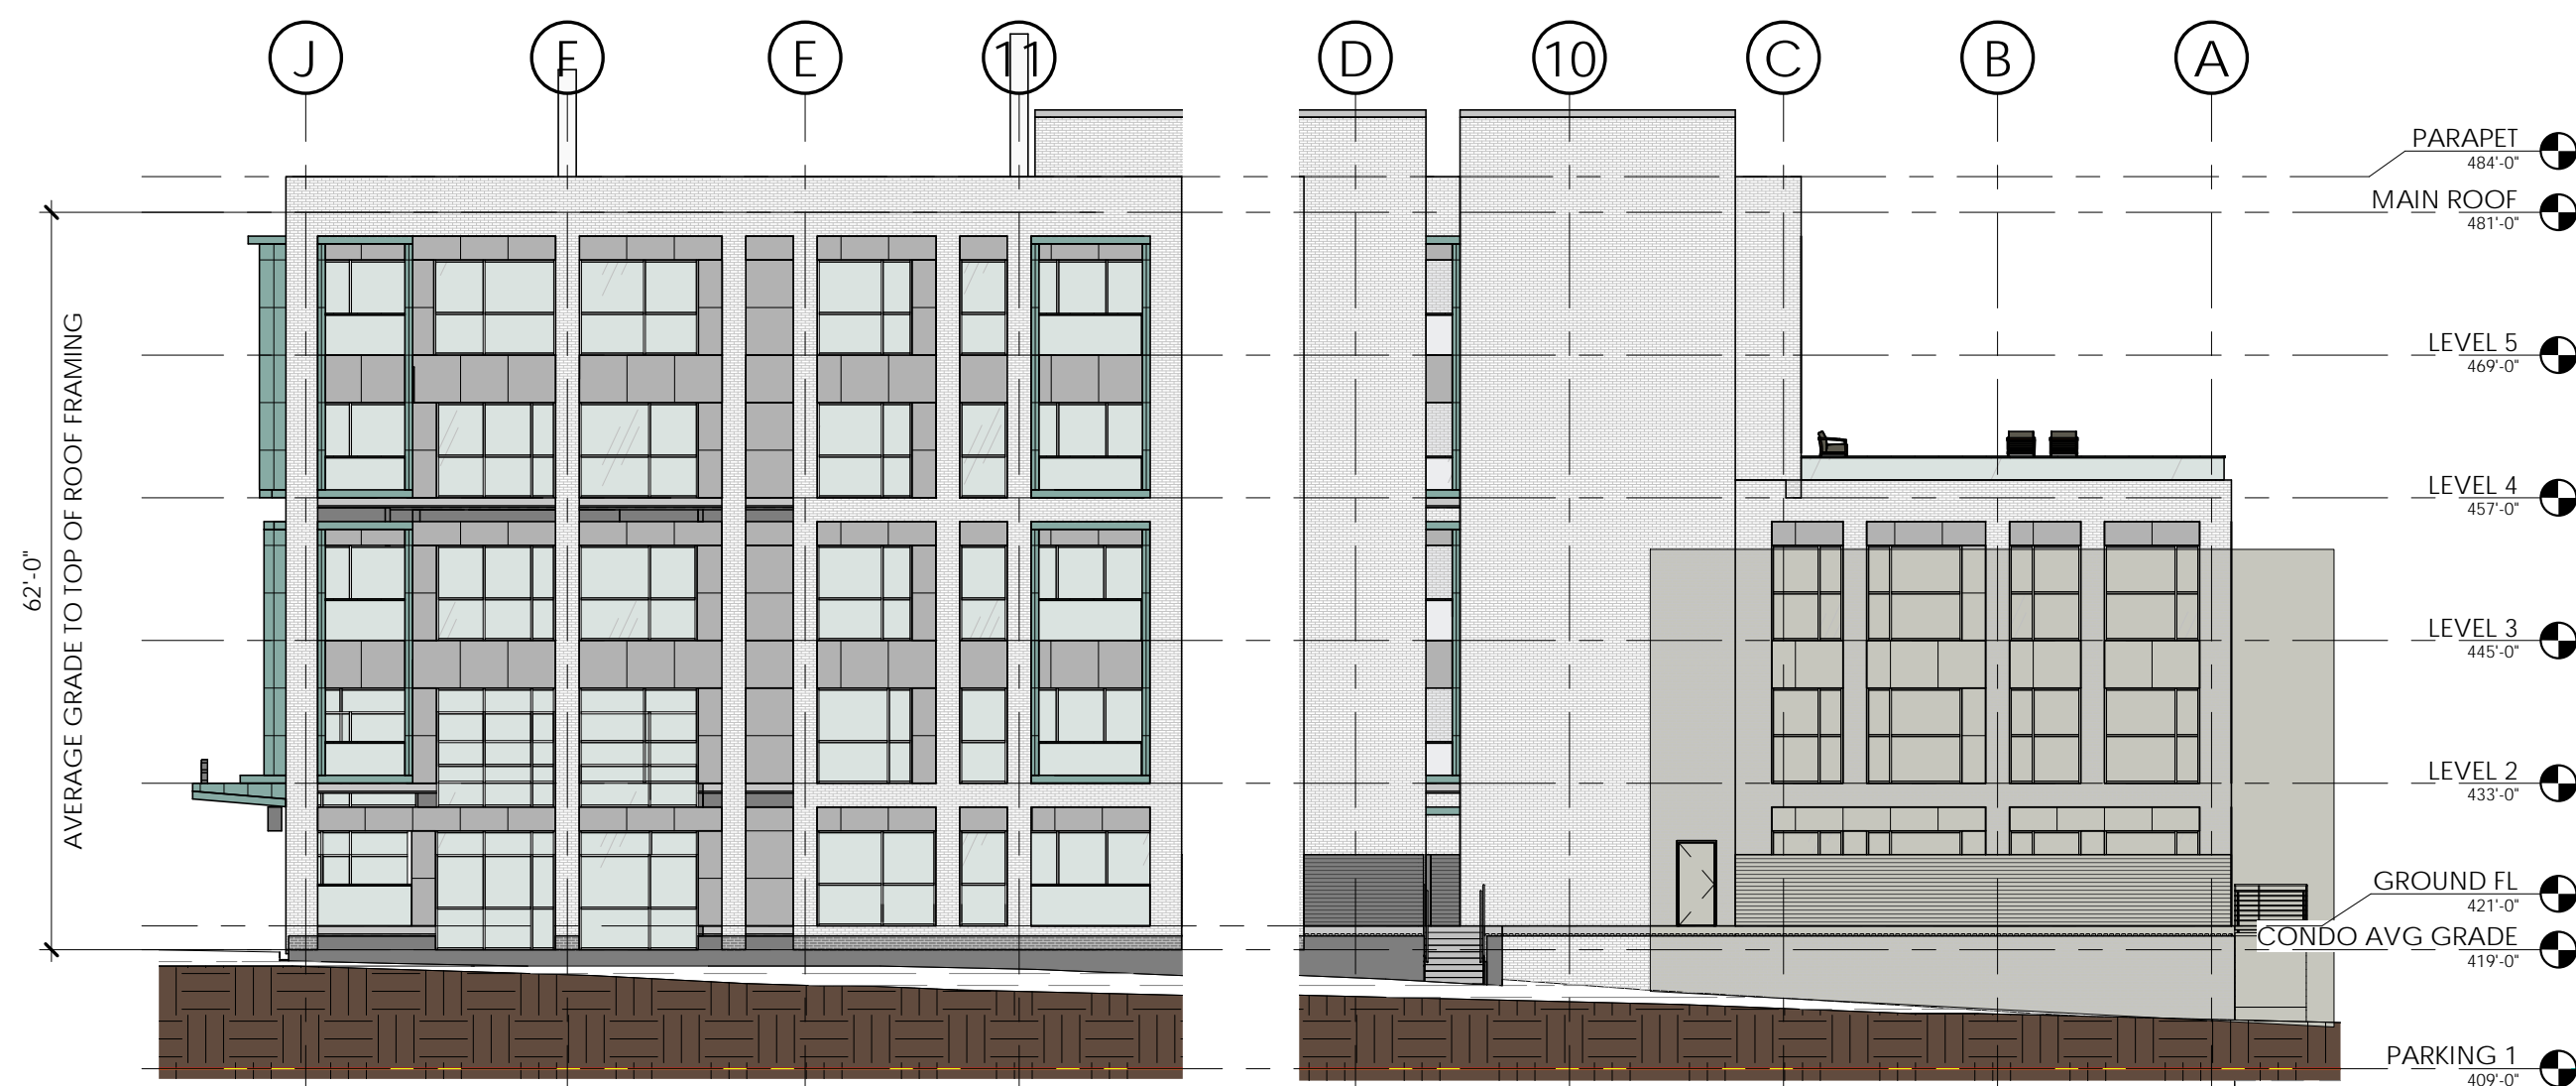 J
F
E
11
D
10
C
B
A
PARAPET
484'-0"
MAIN ROOF
481'-0"
LEVEL 5
469'-0"
LEVEL 4
457'-0"
LEVEL 3
445'-0"
LEVEL 2
433'-0"
GROUND FL
421'-0"
CONDO AVG GRADE
419'-0"
PARKING 1
409'-0"
62'-0"
AVERAGE GRADE TO TOP OF ROOF FRAMING